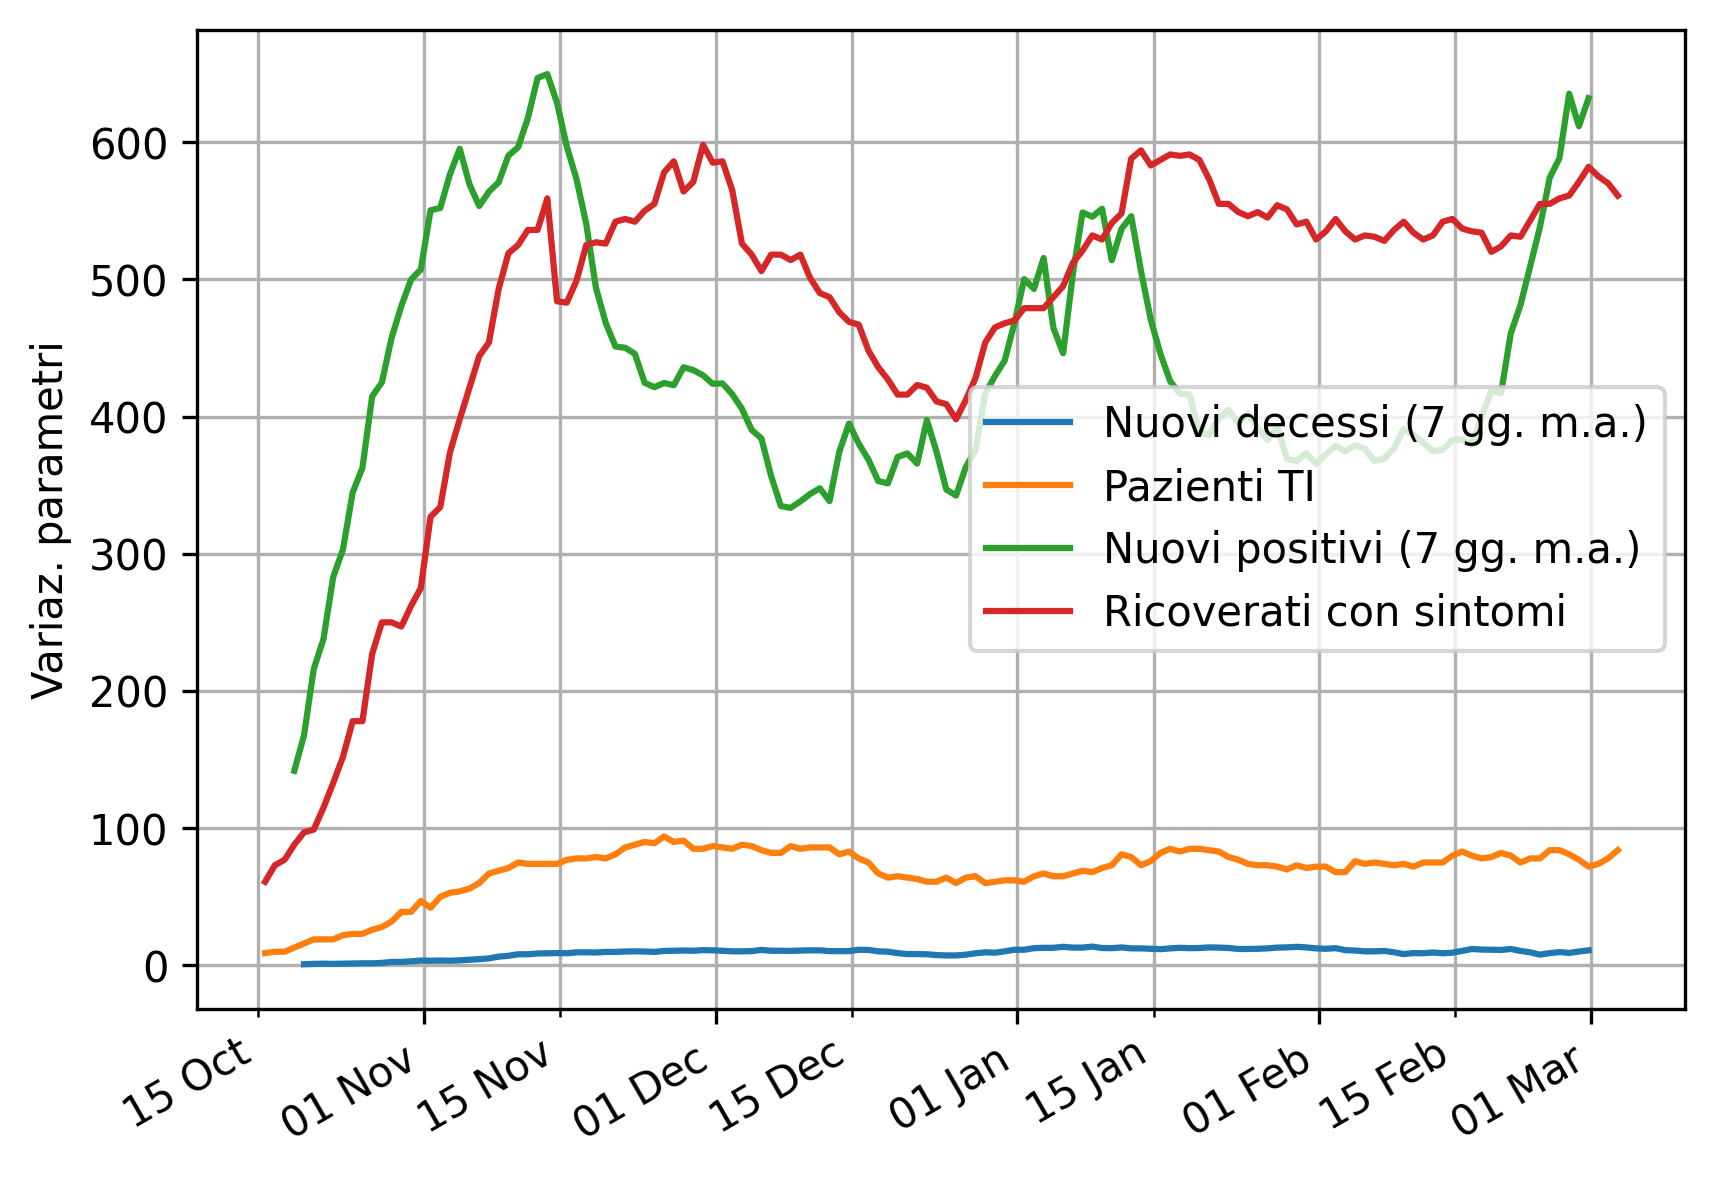 Variaz. parametri
600
500
400
300
200
100
0
Nuovi decessi (7 gg. m.a.)
Pazienti TI
Nuovi positivi (7 gg. m.a.)
Ricoverati con sintomi
15 Oct
01 Nov
15 Nov
01 Dec
15 Dec
01 Jan
15 Jan
01 Feb
15 Feb
01 Mar